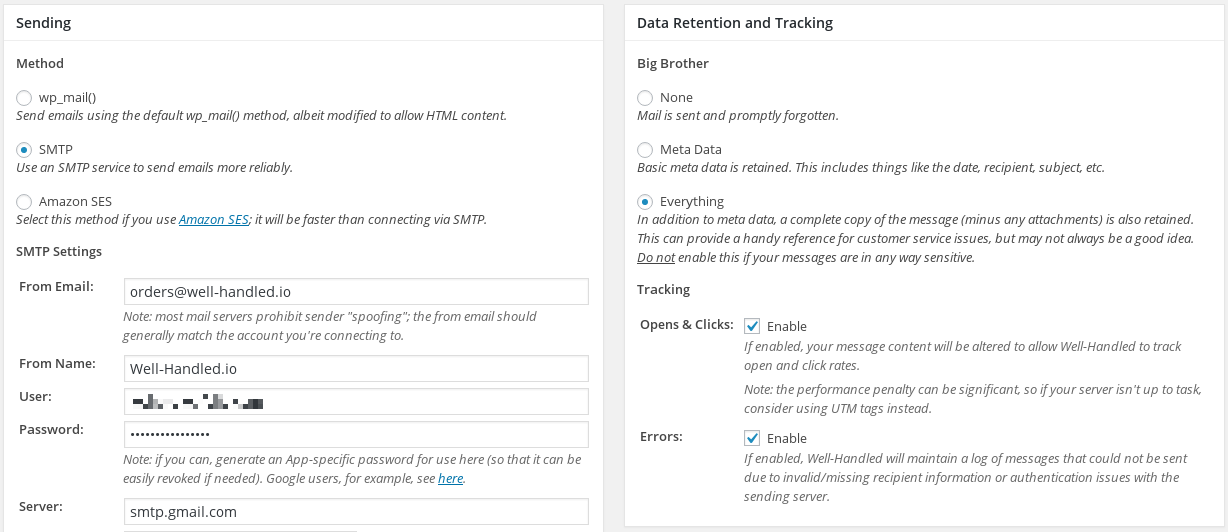 Sending
Method
wp_mail()
Send emails using the default wp_mail() method, albeit modified to allow HTML content.
SMTP
Use an SMTP service to send emails more reliably.
Amazon SES
Select this method if you use Amazon SES; it will be faster than connecting via SMTP.
SMTP Settings
From Email: orders@well-handled.io
Note: most mail servers prohibit sender "spoofing"; the from email should
generally match the account you're connecting to.
From Name: Well-Handled.io
User:
Password: ••••••••••••••••
Note: if you can, generate an App-specific password for use here (so that it can be
easily revoked if needed). Google users, for example, see here.
Server: smtp.gmail.com
Data Retention and Tracking
Big Brother
None
Mail is sent and promptly forgotten.
Meta Data
Basic meta data is retained. This includes things like the date, recipient, subject, etc.
Everything
In addition to meta data, a complete copy of the message (minus any attachments) is also retained.
This can provide a handy reference for customer service issues, but may not always be a good idea.
Do not enable this if your messages are in any way sensitive.
Tracking
Opens & Clicks: Enable
If enabled, your message content will be altered to allow Well-Handled to track
open and click rates.
Note: the performance penalty can be significant, so if your server isn't up to task,
consider using UTM tags instead.
Errors: Enable
If enabled, Well-Handled will maintain a log of messages that could not be sent
due to invalid/missing recipient information or authentication issues with the
sending server.